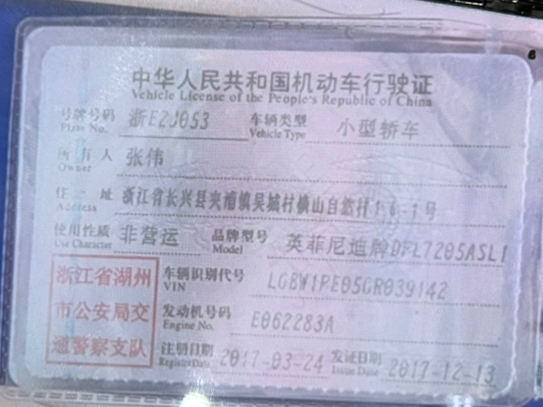 中华人民共和国机动车行驶证
Vehicle License of the People's Republic of China
号牌号码 浙E2J053 车辆类型 小型轿车
Plate No. Vehicle Type
所有人 张伟
Owner
住址 浙江省长兴县夹浦镇吴城村横山自然村16-1号
Address
使用性质 非营运 品牌型号 英菲尼迪牌DFL7205ASL1
Use Character Model
浙江省湖州 车辆识别代号 LGBW1PE05GR039142
VIN
市公安局交 发动机号码 E062283A
Engine No.
通警察支队 注册日期 2017-03-24 发证日期 2017-12-13
Register Date Issue Date